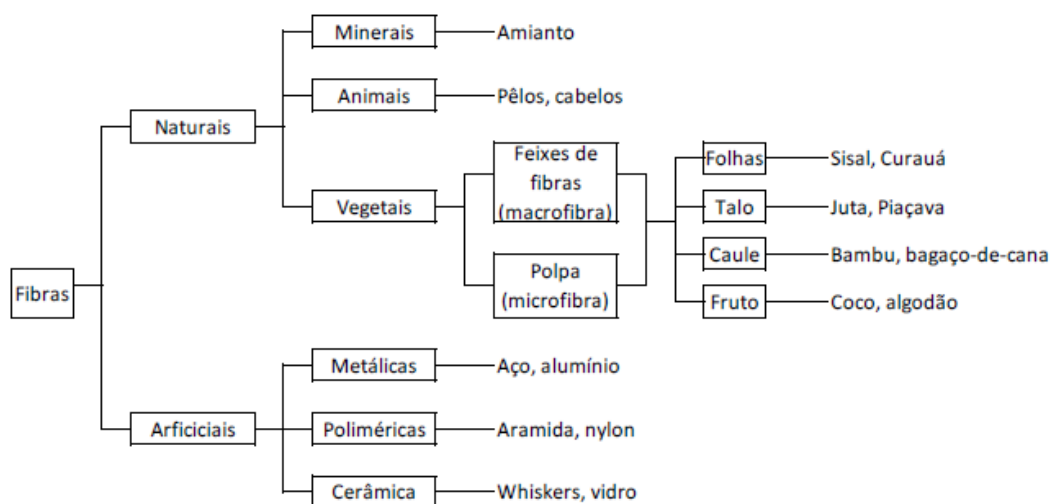 Minerais
Amianto
Animais
Pêlos, cabelos
Naturais
Feixes de
fibras
(macrofibra)
Folhas
Sisal, Curauá
Vegetais
Talo
Juta, Piaçava
Caule
Bambu, bagaço-de-cana
Polpa
(microfibra)
Fibras
Fruto
Coco, algodão
Metálicas
Aço, alumínio
Arficiciais
Poliméricas
Aramida, nylon
Cerâmica
Whiskers, vidro